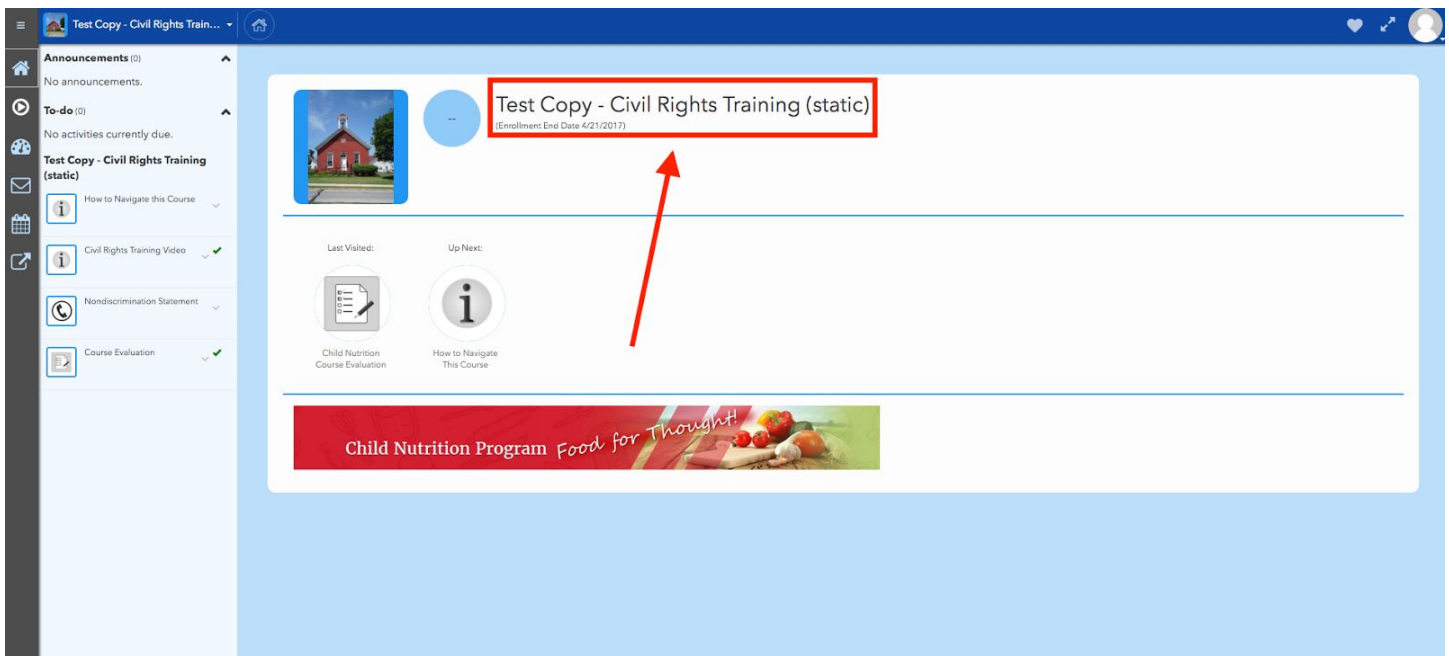 Test Copy - Civil Rights Train...
Announcements (0)
No announcements.
To-do (0)
No activities currently due.
Test Copy - Civil Rights Training
(static)
How to Navigate this Course
Civil Rights Training Video
Nondiscrimination Statement
Course Evaluation
--
Test Copy - Civil Rights Training (static)
(Enrollment End Date 4/21/2017)
Last Visited:
Up Next:
Child Nutrition
Course Evaluation
How to Navigate
This Course
Child Nutrition Program Food for Thought!